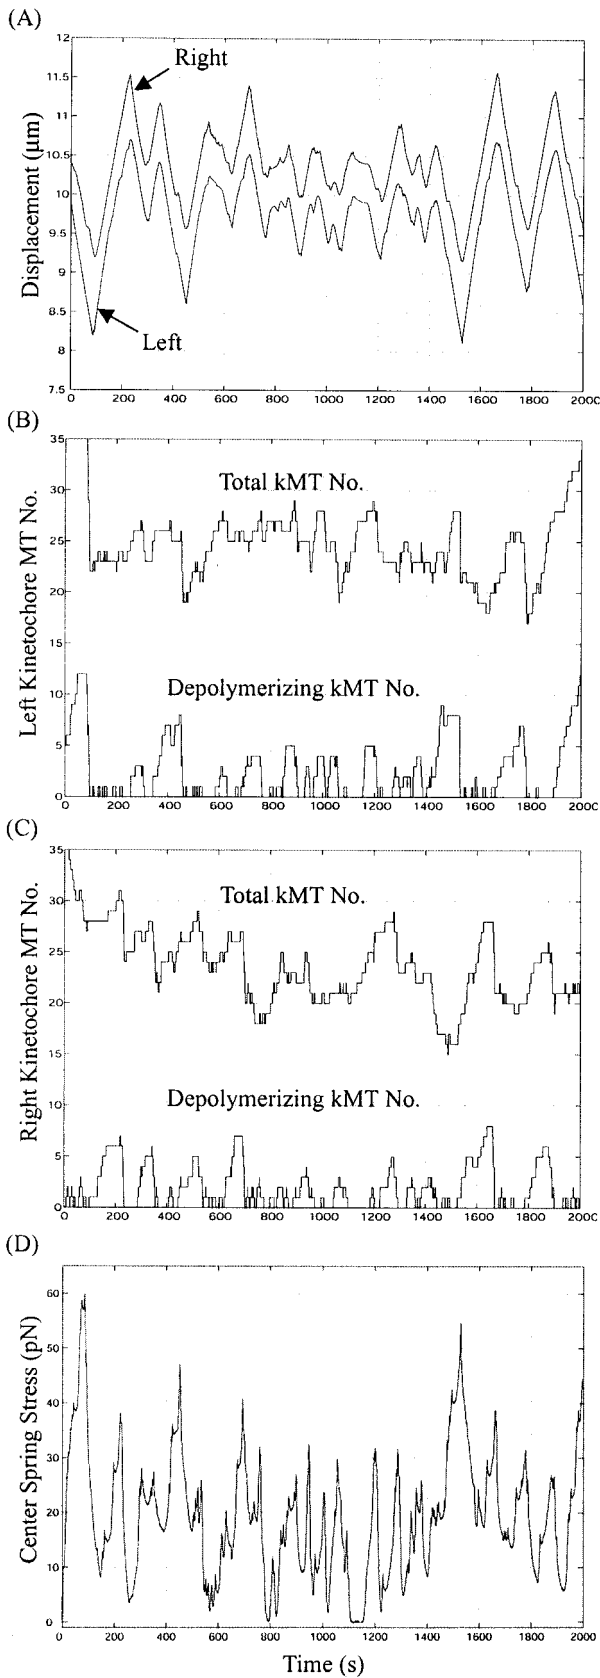 (A)
12
11.5
11
10.5
10
9.5
9
8.5
8
7.5
Displacement (μm)
Right
Left
0 200 400 600 800 1000 1200 1400 1600 1800 2000
(B)
35
30
25
20
15
10
5
0
Left Kinetochore MT No.
Total kMT No.
Depolymerizing kMT No.
0 200 400 600 800 1000 1200 1400 1600 1800 2000
(C)
35
30
25
20
15
10
5
0
Right Kinetochore MT No.
Total kMT No.
Depolymerizing kMT No.
0 200 400 600 800 1000 1200 1400 1600 1800 2000
(D)
60
50
40
30
20
10
0
Center Spring Stress (pN)
0 200 400 600 800 1000 1200 1400 1600 1800 2000
Time (s)